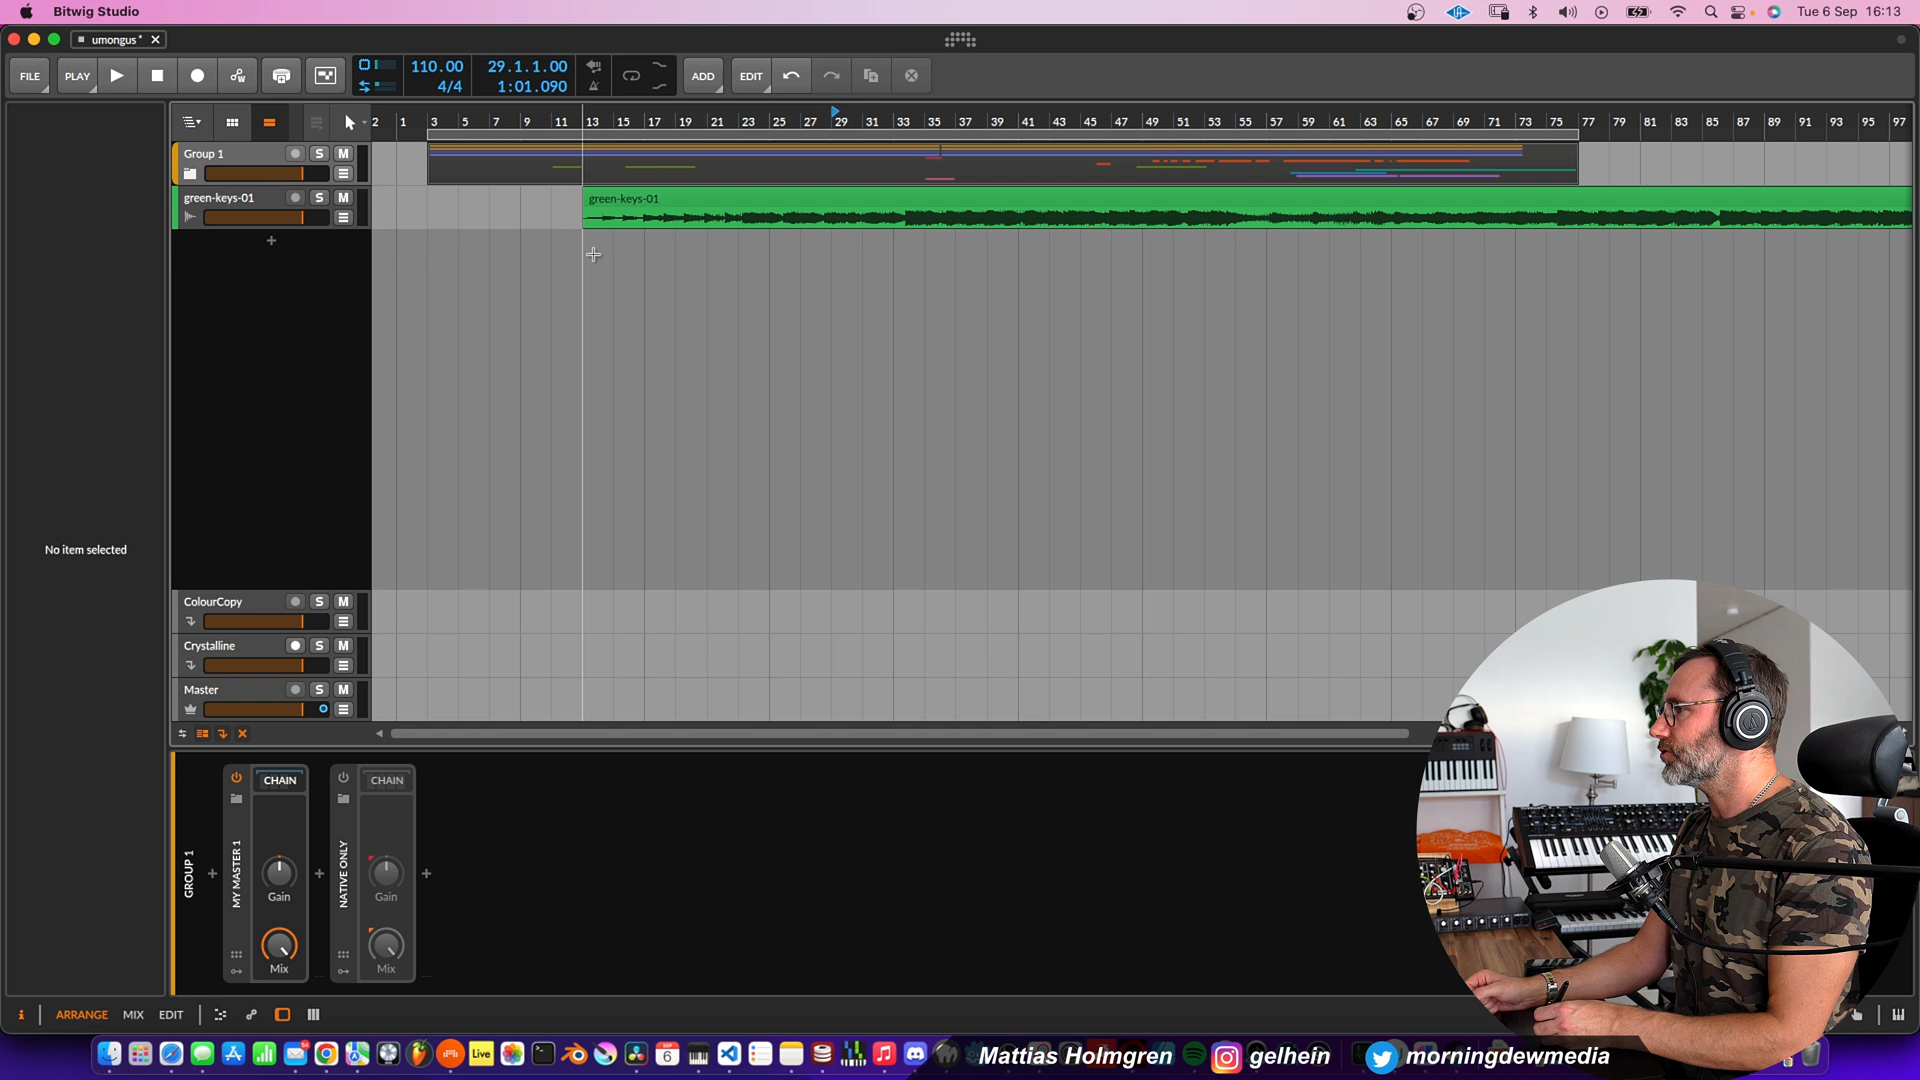 Bitwig Studio
Tue 6 Sep 16:13
umongus*
FILE
PLAY
110.00
4/4
29.1.1.00
1:01.090
ADD
EDIT
2 1 3 5 7 9 11 13 15 17 19 21 23 25 27 29 31 33 35 37 39 41 43 45 47 49 51 53 55 57 59 61 63 65 67 69 71 73 75 77 79 81 83 85 87 89 91 93 95 97
Group 1
S M
green-keys-01
S M
green-keys-01
No item selected
ColourCopy
S M
Crystalline
S M
Master
S M
GROUP 1
MY MASTER 1
CHAIN
Gain
Mix
NATIVE ONLY
CHAIN
Gain
Mix
ARRANGE
MIX
EDIT
Live
SEP
6
Mattias Holmgren
gelhein
morningdewmedia